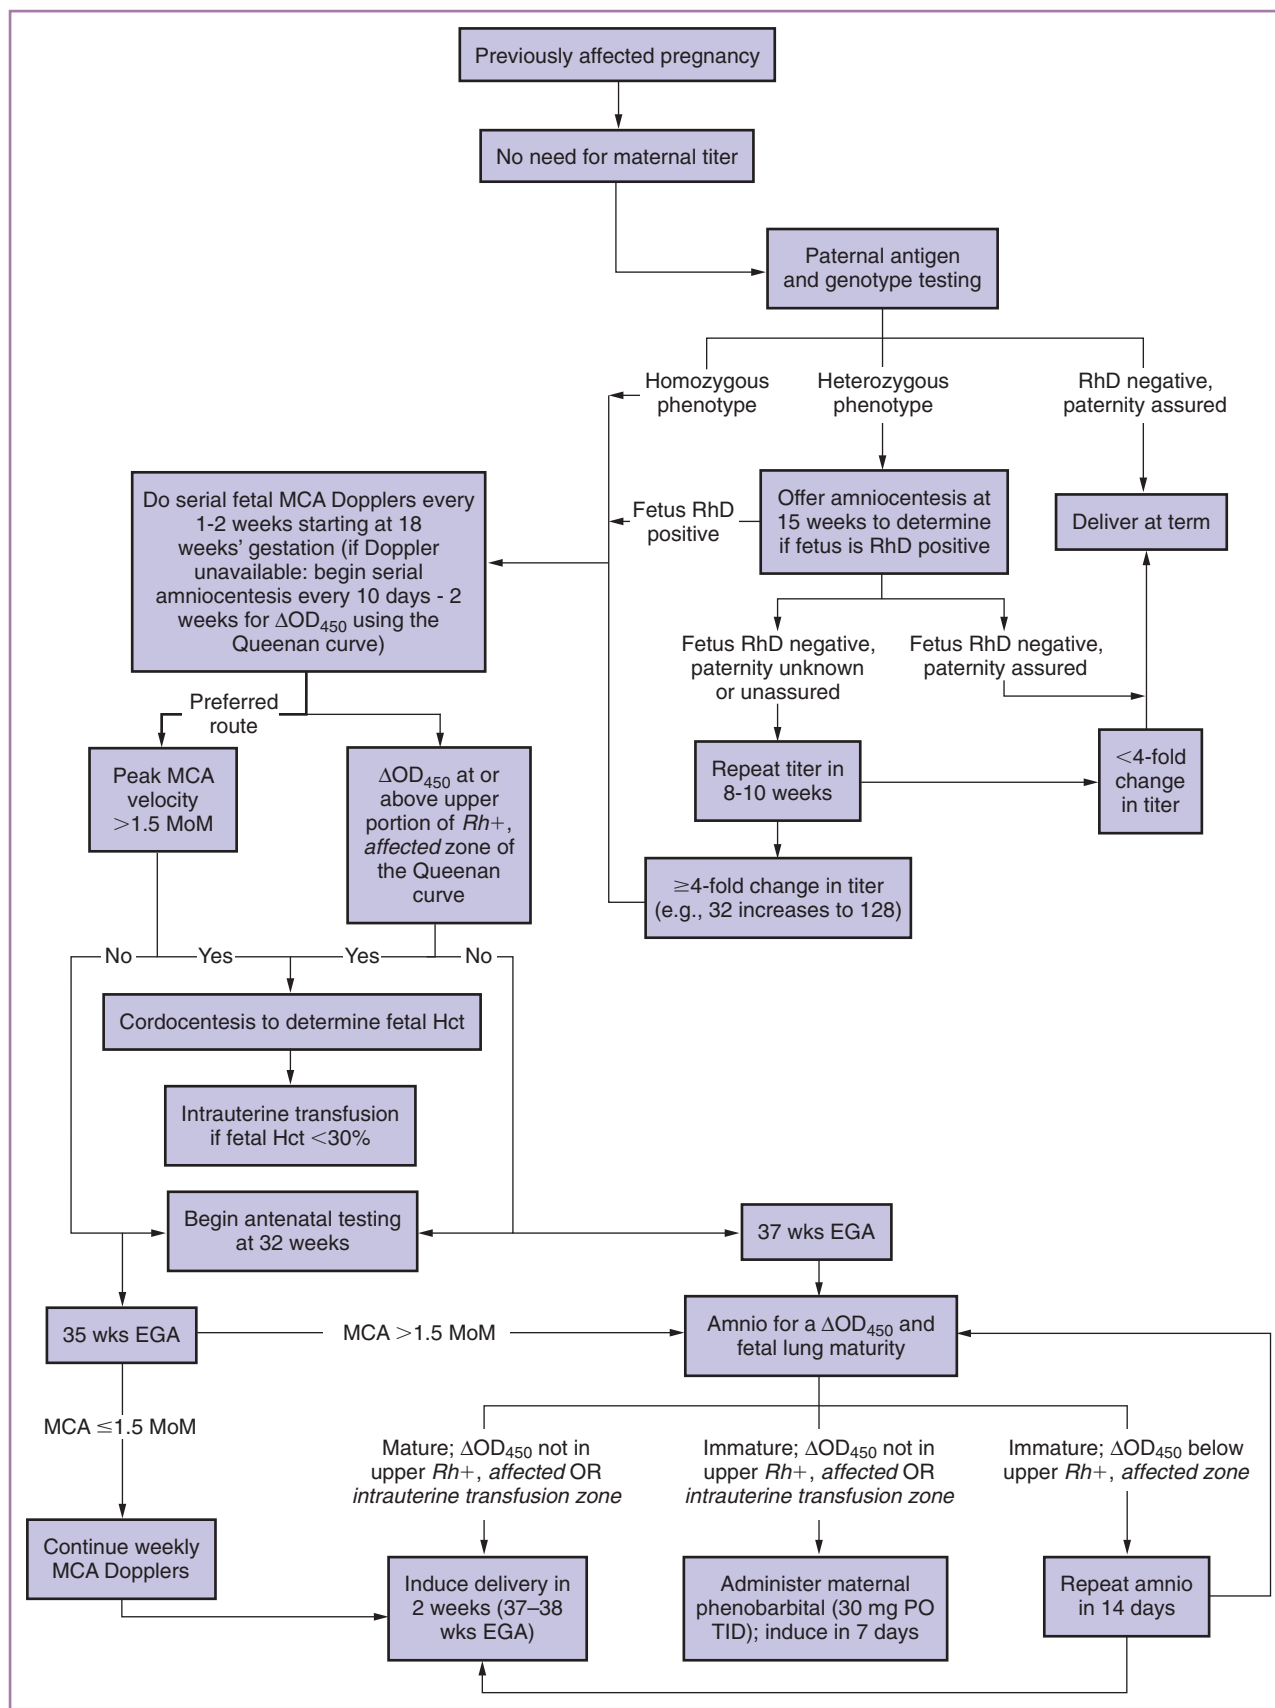 Previously affected pregnancy
No need for maternal titer
Paternal antigen
and genotype testing
Homozygous
phenotype
Heterozygous
phenotype
RhD negative,
paternity assured
Do serial fetal MCA Dopplers every
1-2 weeks starting at 18
weeks’ gestation (if Doppler
unavailable: begin serial
amniocentesis every 10 days - 2
weeks for ΔOD450 using the
Queenan curve)
Fetus RhD
positive
Offer amniocentesis at
15 weeks to determine
if fetus is RhD positive
Deliver at term
Fetus RhD negative,
paternity unknown
or unassured
Fetus RhD negative,
paternity assured
Preferred
route
Peak MCA
velocity
>1.5 MoM
ΔOD450 at or
above upper
portion of Rh+,
affected zone of
the Queenan
curve
Repeat titer in
8-10 weeks
<4-fold
change
in titer
≥4-fold change in titer
(e.g., 32 increases to 128)
No
Yes
Yes
No
Cordocentesis to determine fetal Hct
Intrauterine transfusion
if fetal Hct <30%
Begin antenatal testing
at 32 weeks
37 wks EGA
35 wks EGA
MCA >1.5 MoM
Amnio for a ΔOD450 and
fetal lung maturity
MCA ≤1.5 MoM
Mature; ΔOD450 not in
upper Rh+, affected OR
intrauterine transfusion zone
Immature; ΔOD450 not in
upper Rh+, affected OR
intrauterine transfusion zone
Immature; ΔOD450 below
upper Rh+, affected zone
Continue weekly
MCA Dopplers
Induce delivery in
2 weeks (37–38
wks EGA)
Administer maternal
phenobarbital (30 mg PO
TID); induce in 7 days
Repeat amnio
in 14 days